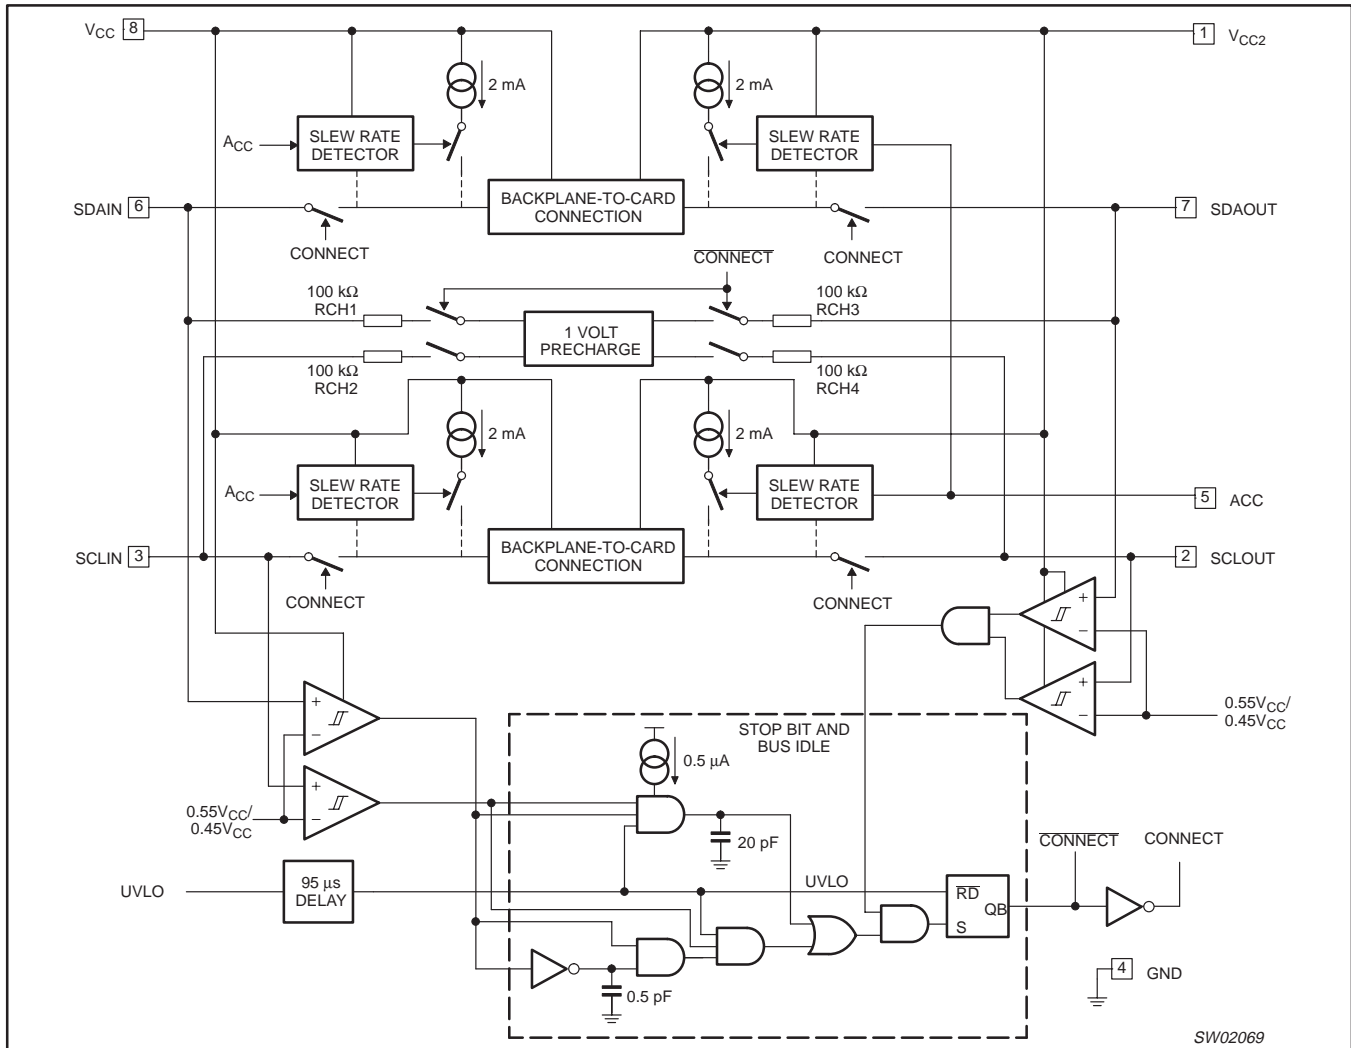 VCC 8
1 VCC2
2 mA
2 mA
ACC
SLEW RATE
DETECTOR
SLEW RATE
DETECTOR
SDAIN 6
BACKPLANE-TO-CARD
CONNECTION
7 SDAOUT
CONNECT
CONNECT
CONNECT
100 kΩ
RCH1
100 kΩ
RCH3
1 VOLT
PRECHARGE
100 kΩ
RCH2
100 kΩ
RCH4
2 mA
2 mA
ACC
SLEW RATE
DETECTOR
SLEW RATE
DETECTOR
5 ACC
SCLIN 3
BACKPLANE-TO-CARD
CONNECTION
2 SCLOUT
CONNECT
CONNECT
+
−
+
−
0.55VCC/
0.45VCC
+
−
+
−
0.55VCC/
0.45VCC
STOP BIT AND
BUS IDLE
0.5 μA
20 pF
UVLO
95 μs
DELAY
UVLO
RD
QB
S
CONNECT
CONNECT
0.5 pF
4 GND
SW02069